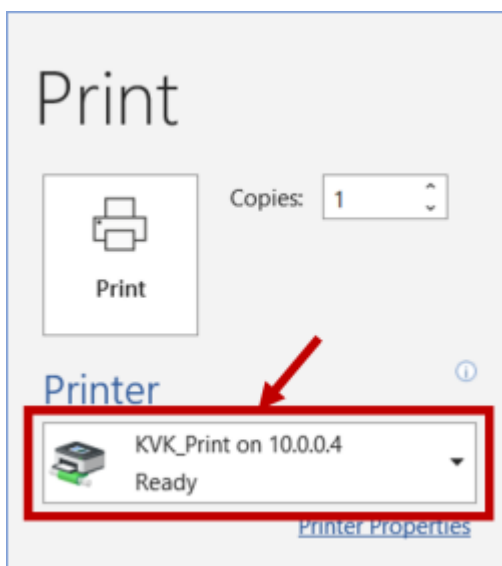 Print
Copies: 1
Print
Printer
KVK_Print on 10.0.0.4
Ready
Printer Properties